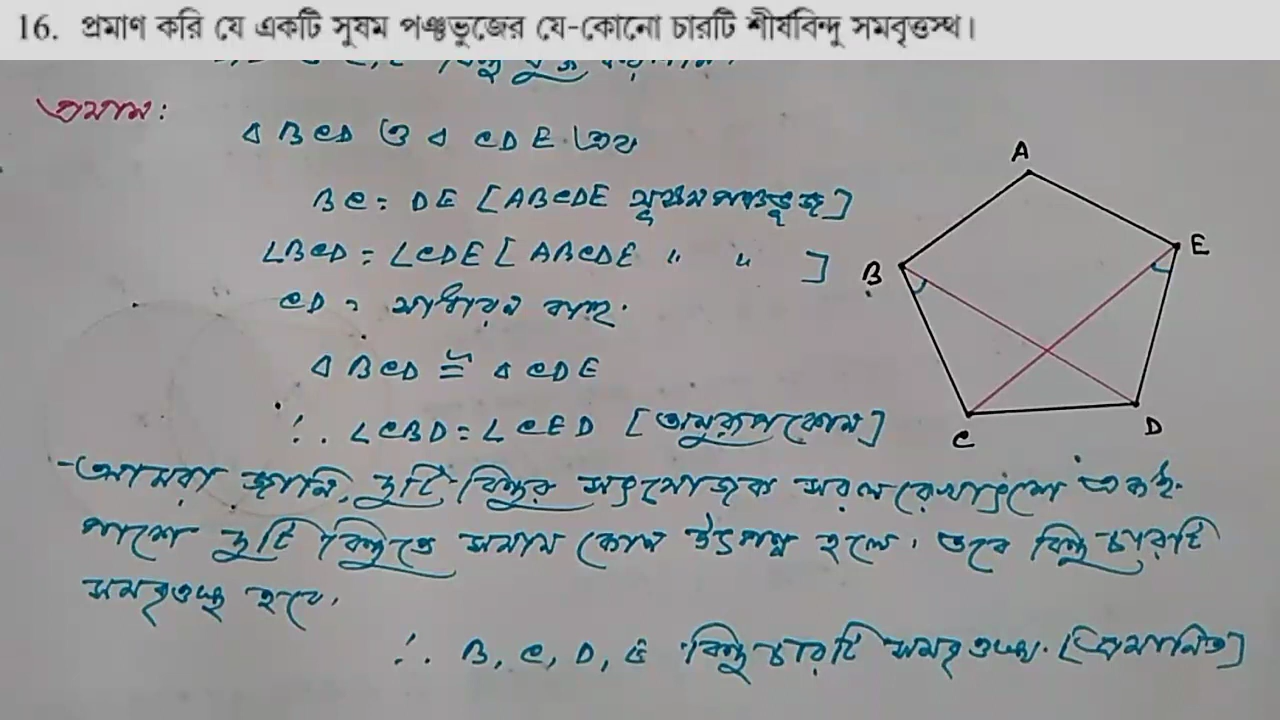 16. প্রমাণ করি যে একটি সুষম পঞ্চভুজের যে-কোনো চারটি শীর্ষবিন্দু সমবৃত্তস্থ।
প্রমাণ:
Δ BCD ও Δ CDE এর
BC = DE [ABCDE সুষম পঞ্চভুজ]
∠BCD = ∠CDE [ABCDE " " ]
CD = সাধারন বাহু.
Δ BCD ≅ Δ CDE
∴ ∠CBD = ∠CED [অনুরূপ কোন]
আমরা জানি, দুটি বিন্দুর সংযোজক সরলরেখাংশে একই
পাশে দুটি বিন্দুতে সমান কোন উৎপন্ন হলে, তবে বিন্দু চারটি
সমবৃত্তস্থ হবে,
∴ B, C, D, E বিন্দু চারটি সমবৃত্তস্থ. [প্রমানিত]
A
E
B
D
C